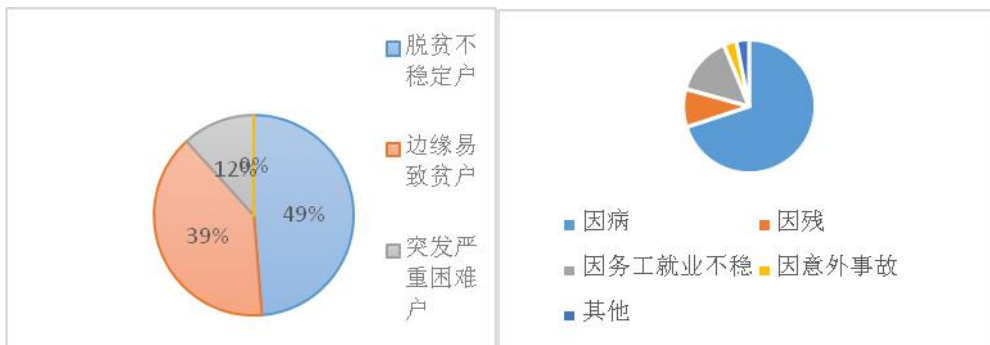 脱贫不
稳定户
12%
0%
边缘易
致贫户
49%
39%
突发严
重困难
户
因病
因残
因务工就业不稳
因意外事故
其他